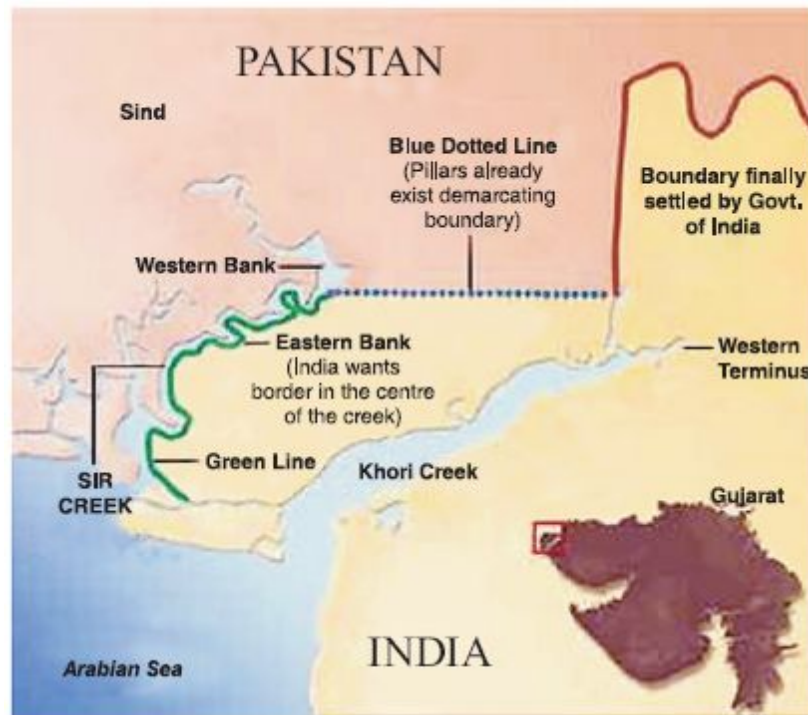 PAKISTAN
Sind
Blue Dotted Line
(Pillars already
exist demarcating
boundary)
Boundary finally
settled by Govt.
of India
Western Bank
Eastern Bank
(India wants
border in the centre
of the creek)
Western
Terminus
Green Line
SIR
CREEK
Khori Creek
Gujarat
Arabian Sea
INDIA